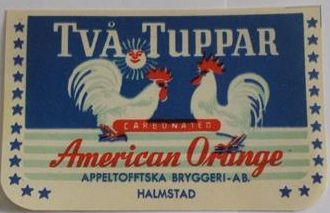 TVÅ TUPPAR
CARBONATED
American Orange
APPELTOFFTSKA BRYGGERI-AB.
HALMSTAD